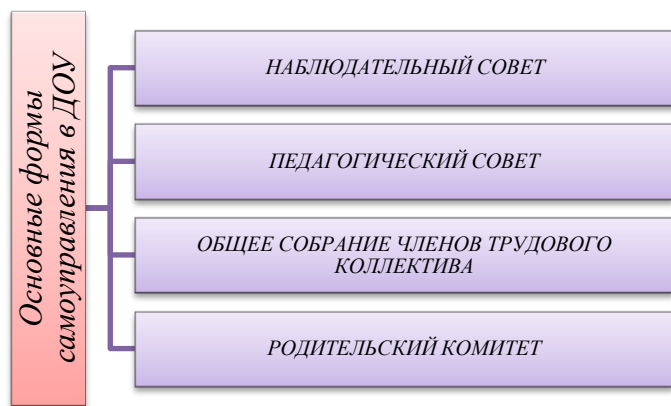 Основные формы
самоуправления в ДОУ
НАБЛЮДАТЕЛЬНЫЙ СОВЕТ
ПЕДАГОГИЧЕСКИЙ СОВЕТ
ОБЩЕЕ СОБРАНИЕ ЧЛЕНОВ ТРУДОВОГО
КОЛЛЕКТИВА
РОДИТЕЛЬСКИЙ КОМИТЕТ